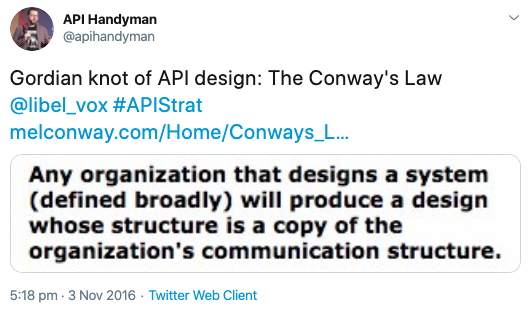 API Handyman
@apihandyman
Gordian knot of API design: The Conway's Law
@libel_vox #APIStrat
melconway.com/Home/Conways_L...
Any organization that designs a system
(defined broadly) will produce a design
whose structure is a copy of the
organization's communication structure.
5:18 pm · 3 Nov 2016 · Twitter Web Client